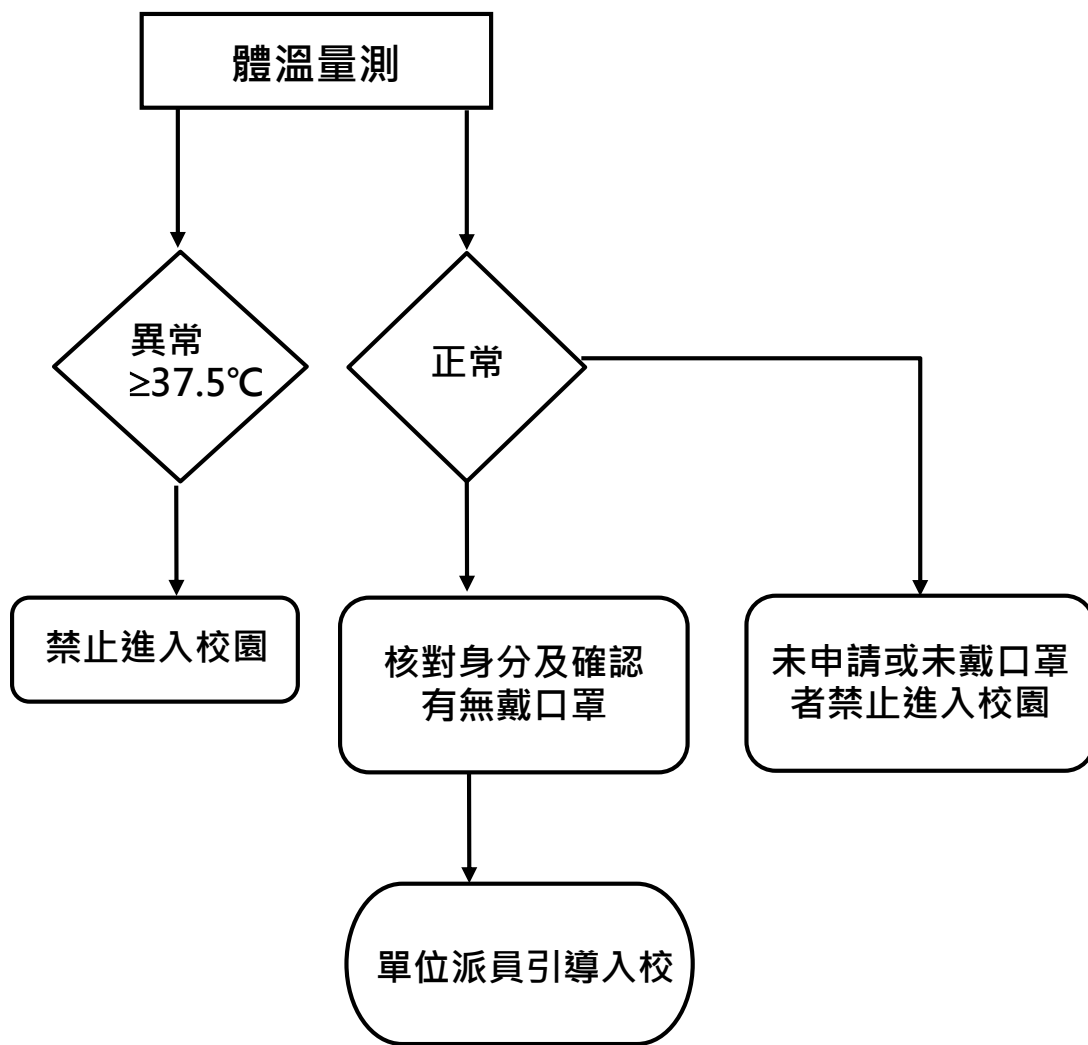 體溫量測
異常
≥37.5℃
正常
禁止進入校園
核對身分及確認
有無戴口罩
未申請或未戴口罩
者禁止進入校園
單位派員引導入校